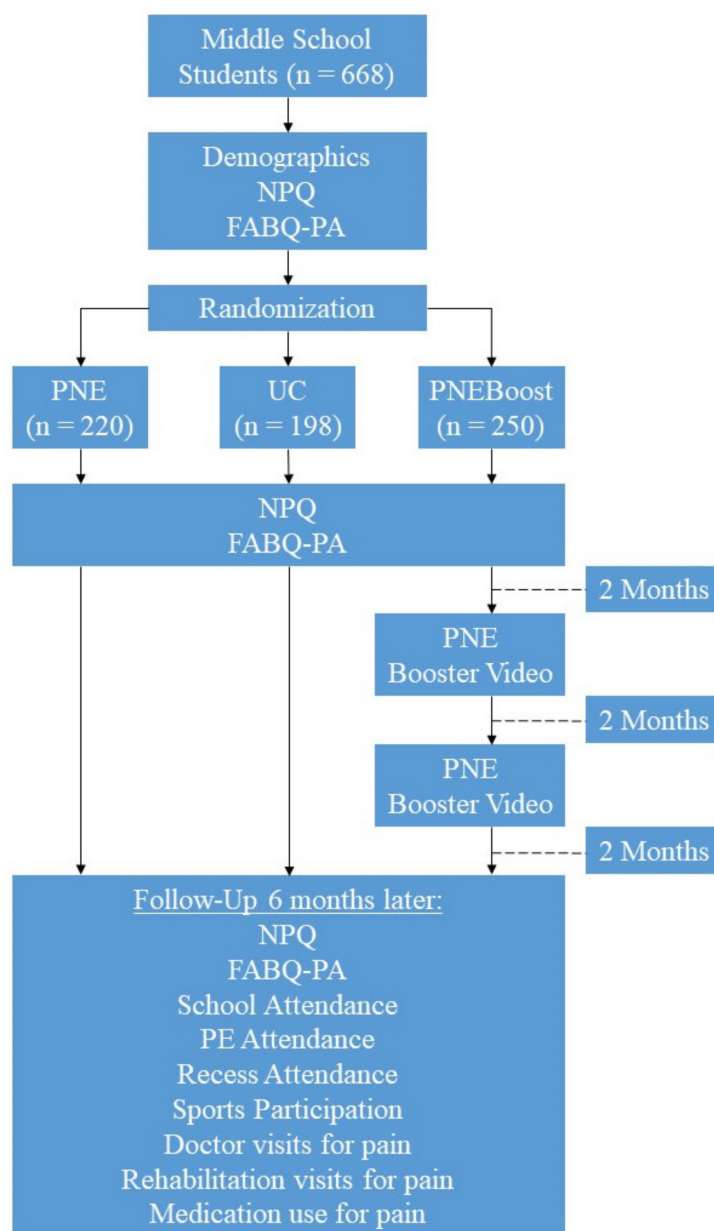 Middle School
Students (n = 668)
Demographics
NPQ
FABQ-PA
Randomization
PNE
(n = 220)
UC
(n = 198)
PNEBoost
(n = 250)
NPQ
FABQ-PA
2 Months
PNE
Booster Video
2 Months
PNE
Booster Video
2 Months
Follow-Up 6 months later:
NPQ
FABQ-PA
School Attendance
PE Attendance
Recess Attendance
Sports Participation
Doctor visits for pain
Rehabilitation visits for pain
Medication use for pain